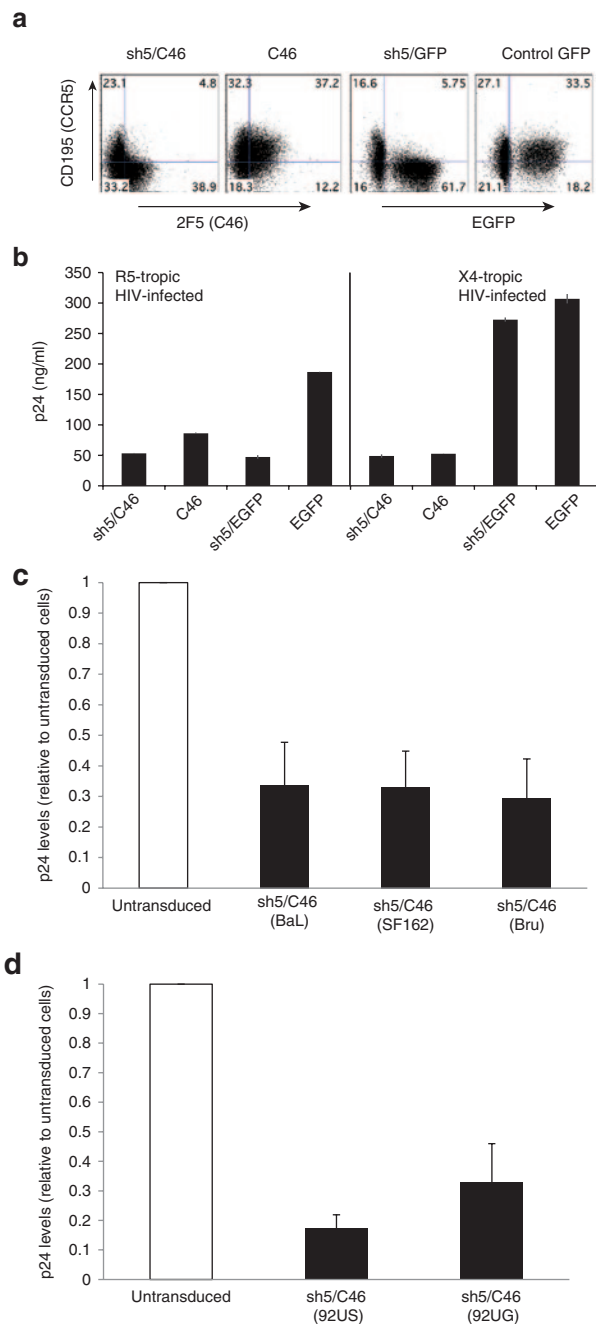 a
sh5/C46
C46
sh5/GFP
Control GFP
CD195 (CCR5)
23.1
4.8
33.2
38.9
32.3
37.2
18.3
12.2
16.6
5.75
16
61.7
27.1
33.5
21.1
18.2
2F5 (C46)
EGFP
b
p24 (ng/ml)
350
300
250
200
150
100
50
0
R5-tropic
HIV-infected
X4-tropic
HIV-infected
sh5/C46
C46
sh5/EGFP
EGFP
sh5/C46
C46
sh5/EGFP
EGFP
c
p24 levels (relative to untransduced cells)
1
0.9
0.8
0.7
0.6
0.5
0.4
0.3
0.2
0.1
0
Untransduced
sh5/C46
(BaL)
sh5/C46
(SF162)
sh5/C46
(Bru)
d
p24 levels (relative to untransduced cells)
1
0.9
0.8
0.7
0.6
0.5
0.4
0.3
0.2
0.1
0
Untransduced
sh5/C46
(92US)
sh5/C46
(92UG)